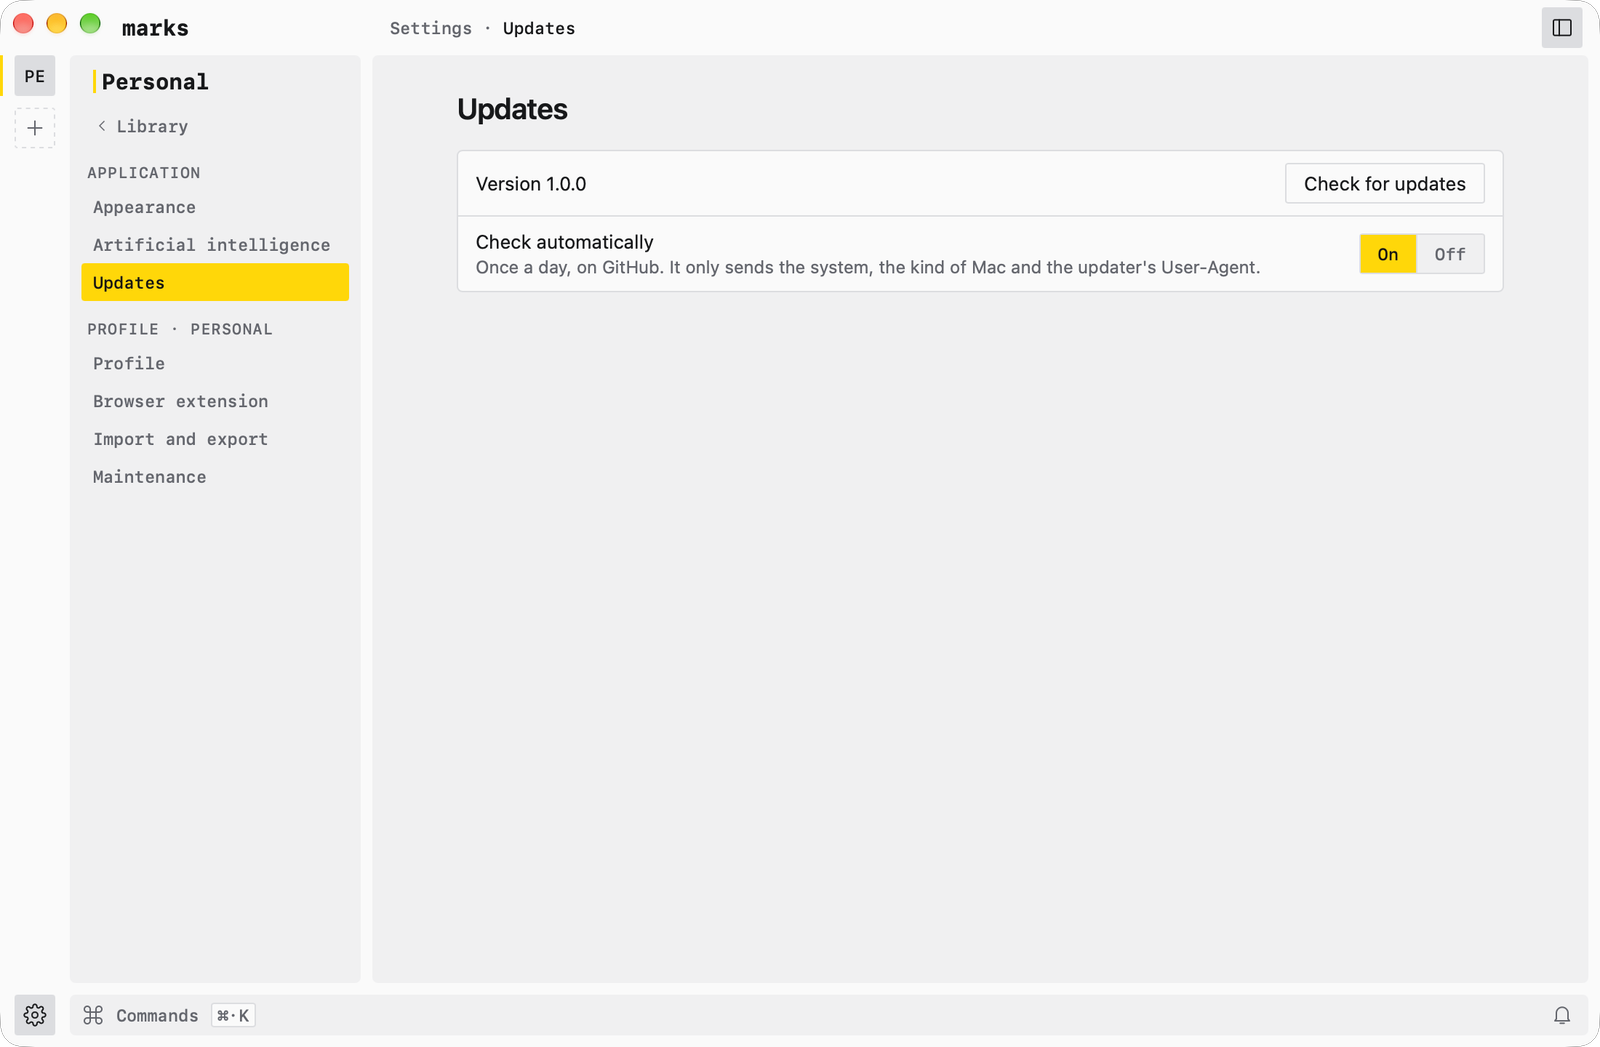 marks
Settings · Updates
PE
Personal
Library
APPLICATION
Appearance
Artificial intelligence
Updates
PROFILE · PERSONAL
Profile
Browser extension
Import and export
Maintenance
Updates
Version 1.0.0
Check for updates
Check automatically
Once a day, on GitHub. It only sends the system, the kind of Mac and the updater's User-Agent.
On Off
Commands ⌘·K